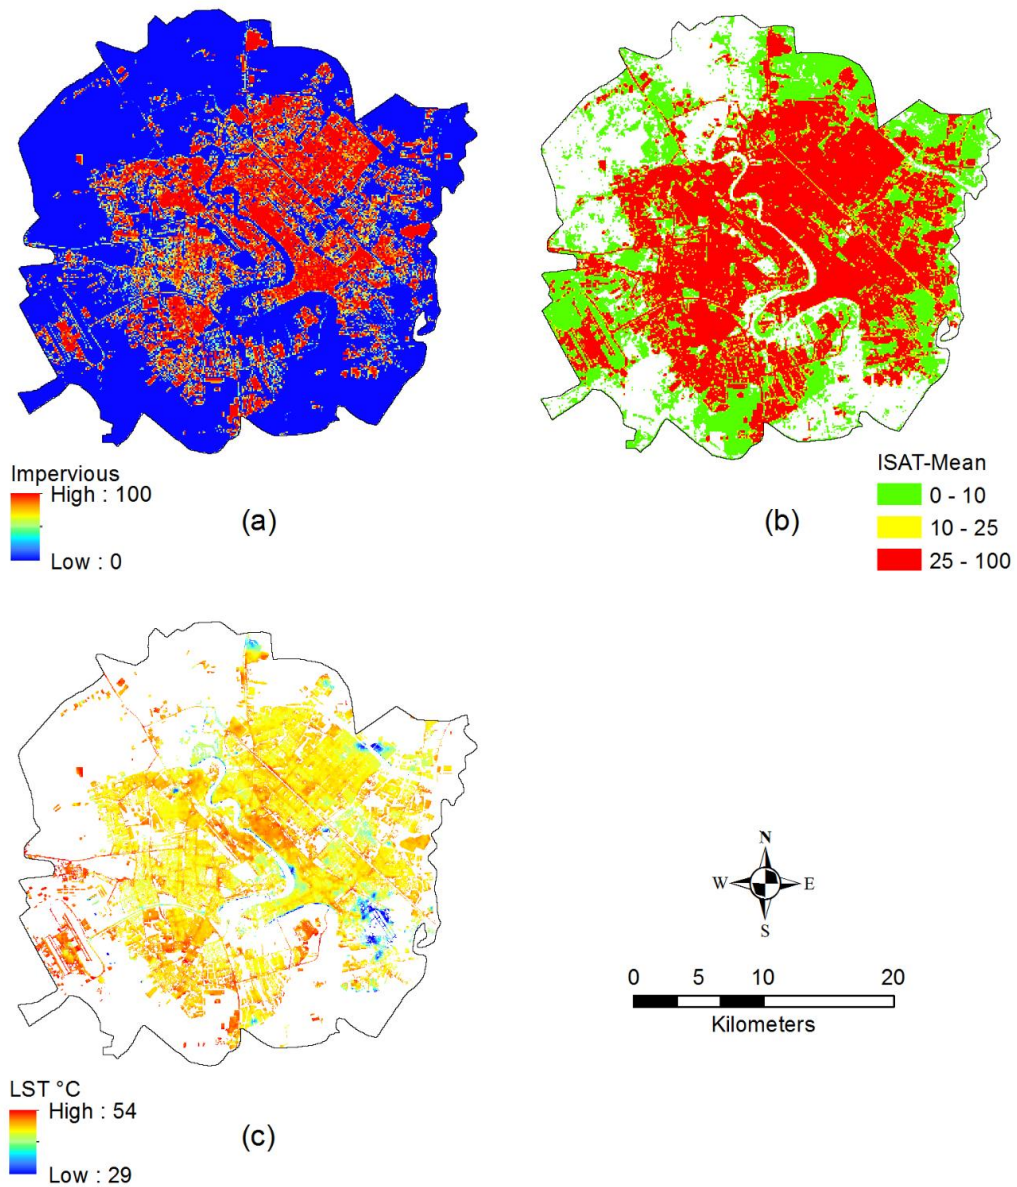 Impervious
High : 100
Low : 0
(a)
ISAT-Mean
0 - 10
10 - 25
25 - 100
(b)
LST °C
High : 54
Low : 29
(c)
N
W E
S
0 5 10 20
Kilometers